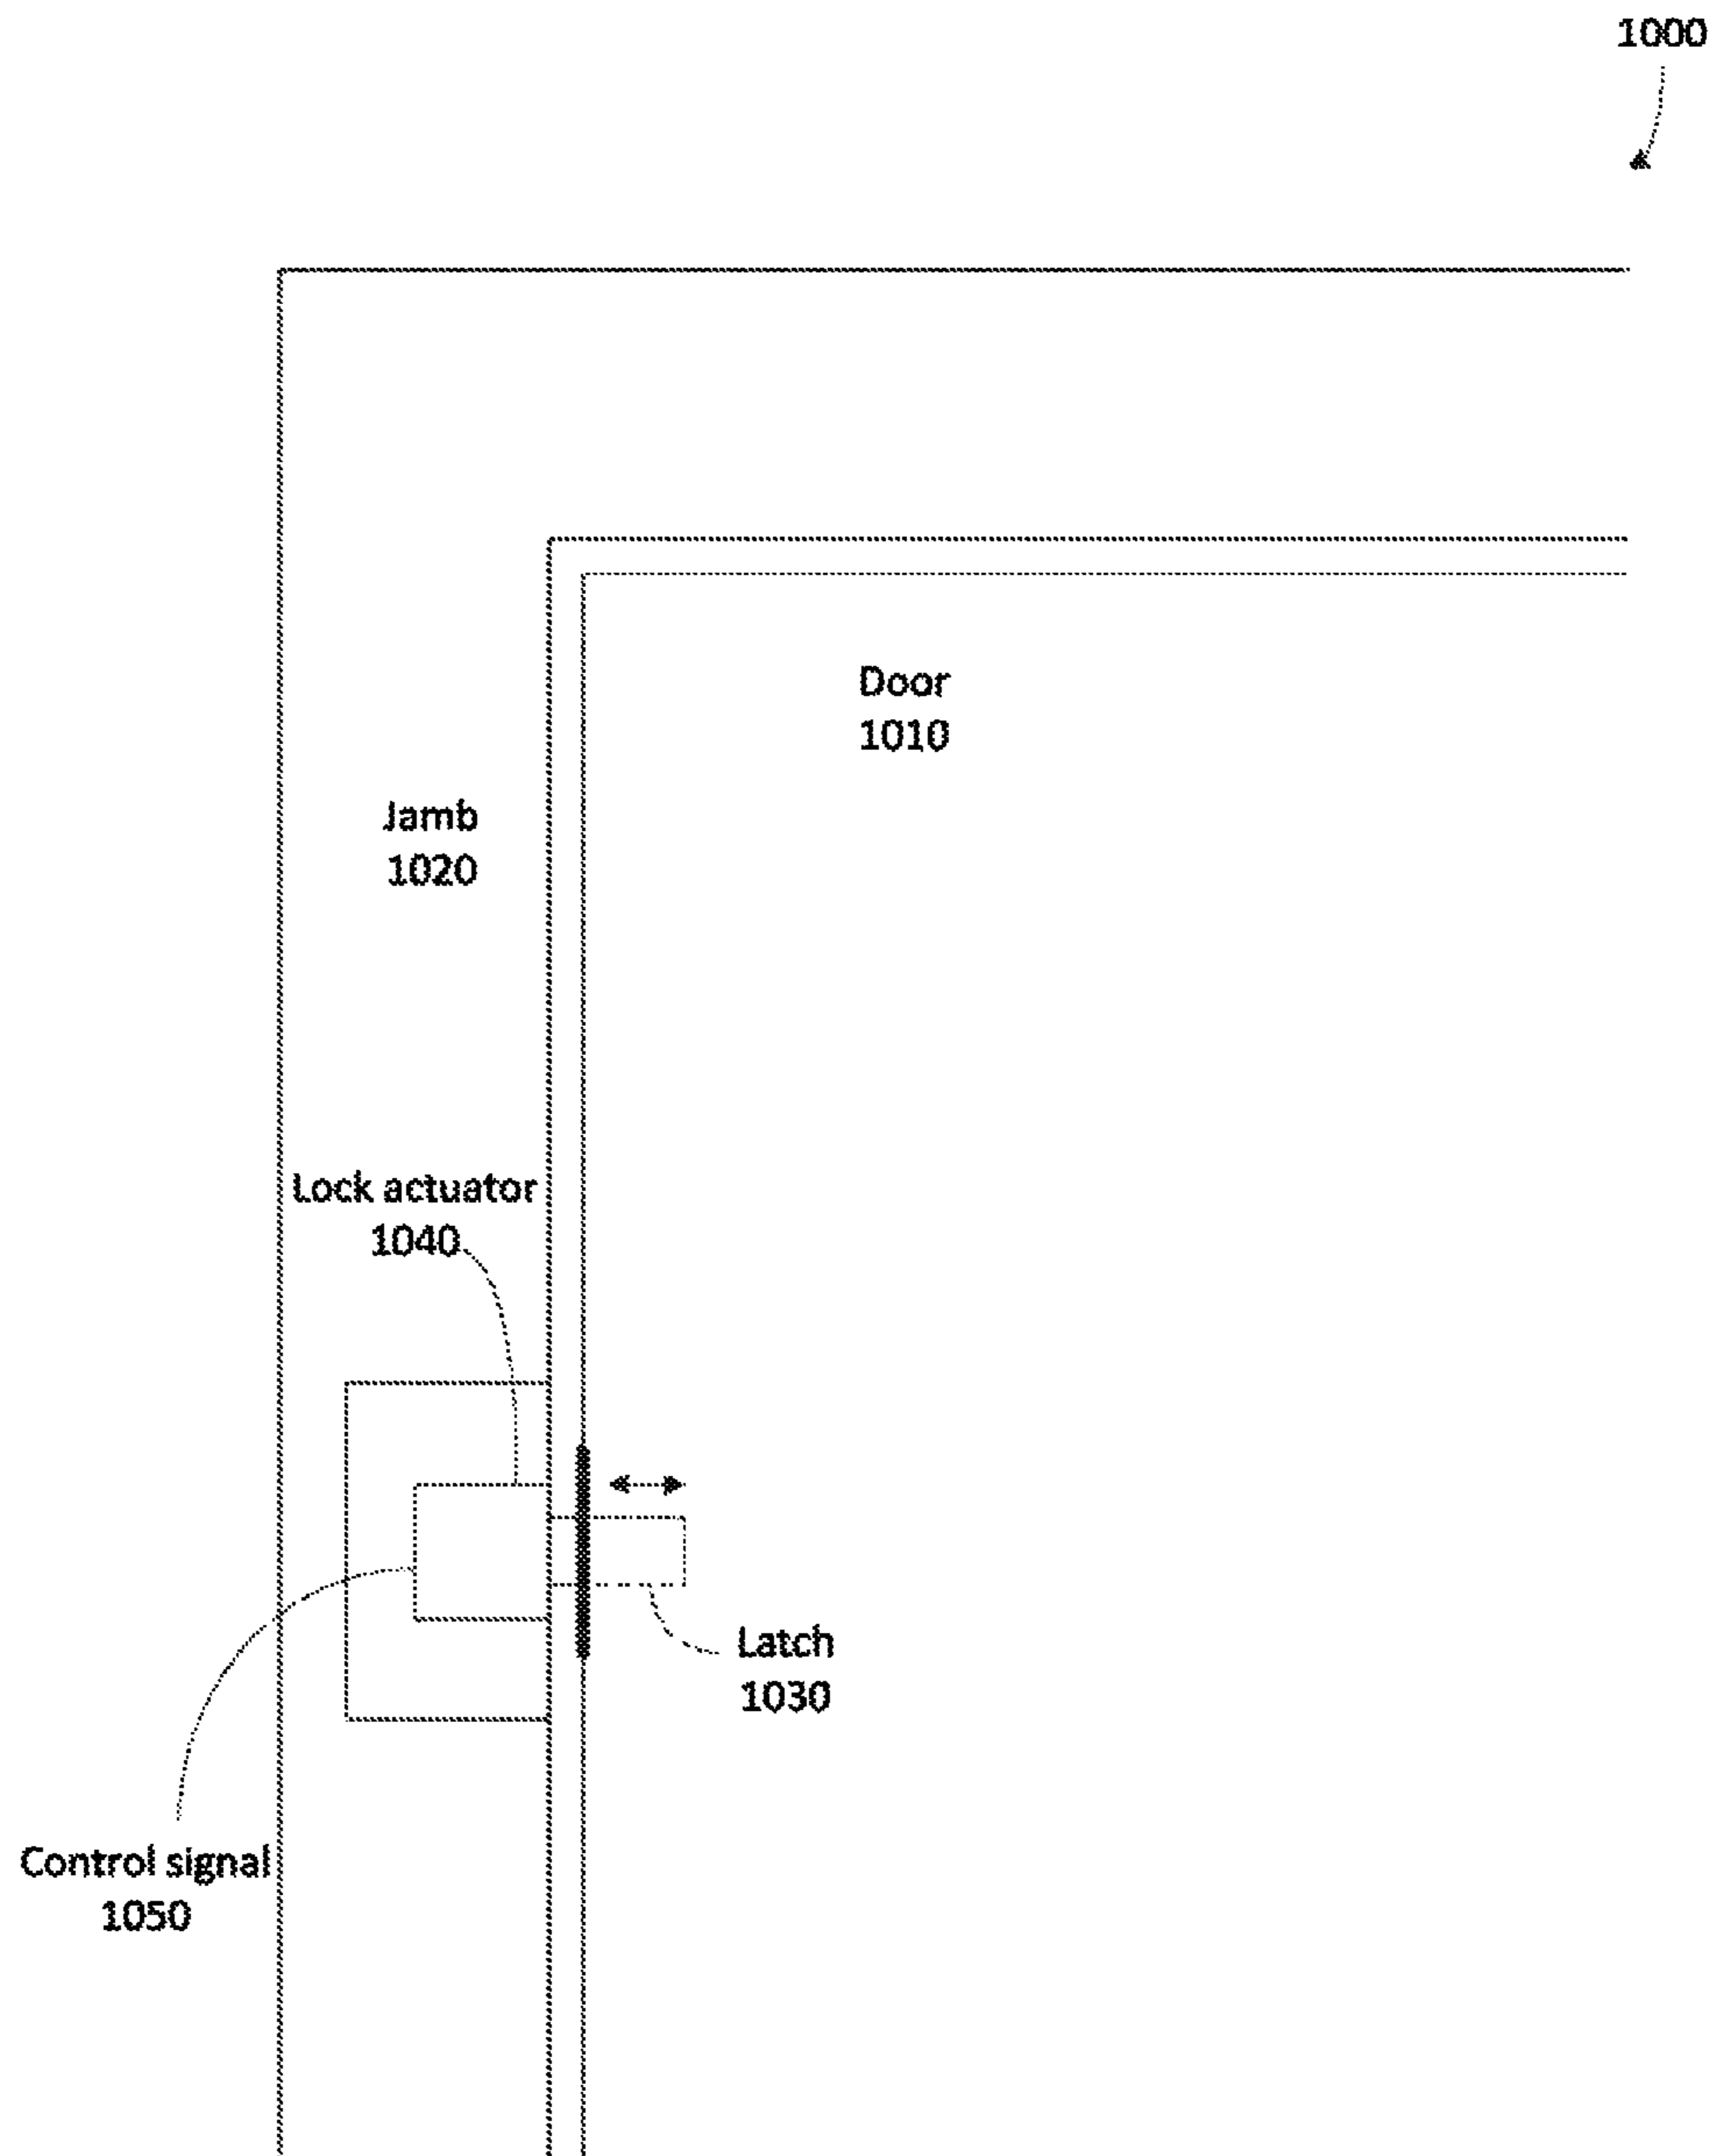 1000
Door
1010
Jamb
1020
Lock actuator
1040
Latch
1030
Control signal
1050